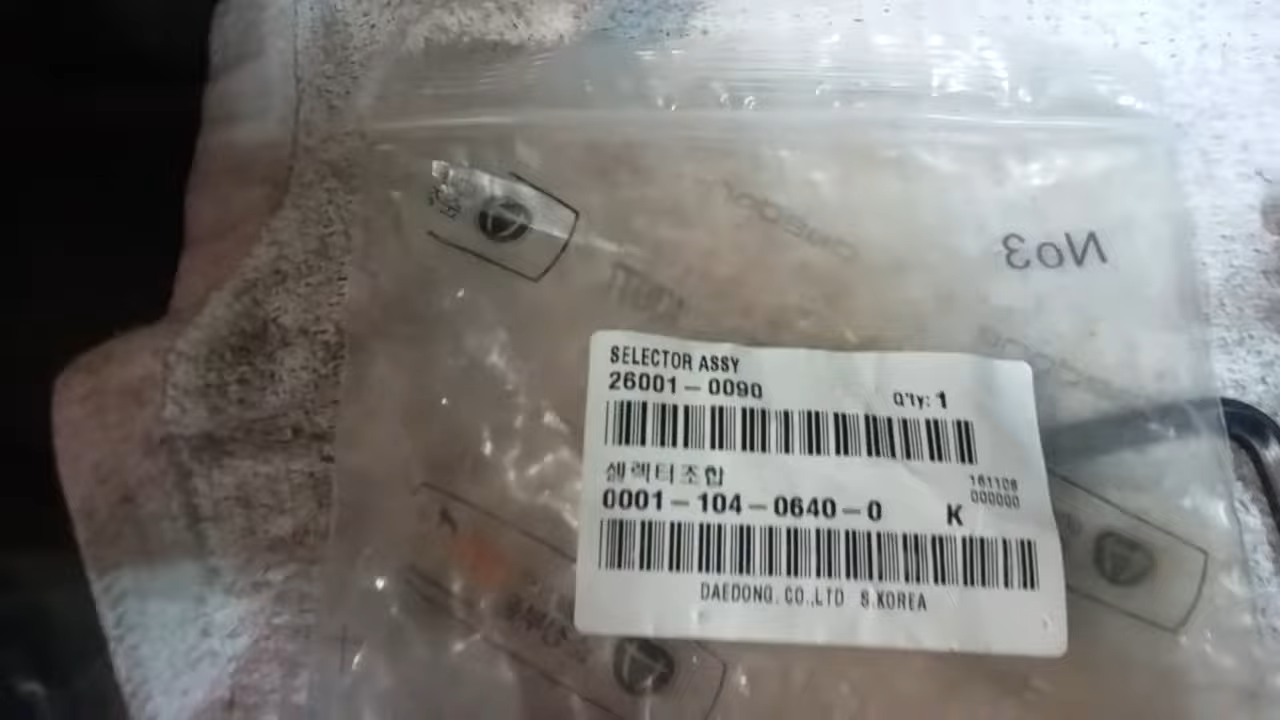 No3
SELECTOR ASSY
26001-0090
Q'ty: 1
셀렉터조합
161108
000000
0001-104-0640-0
K
DAEDONG. CO.,LTD S.KOREA